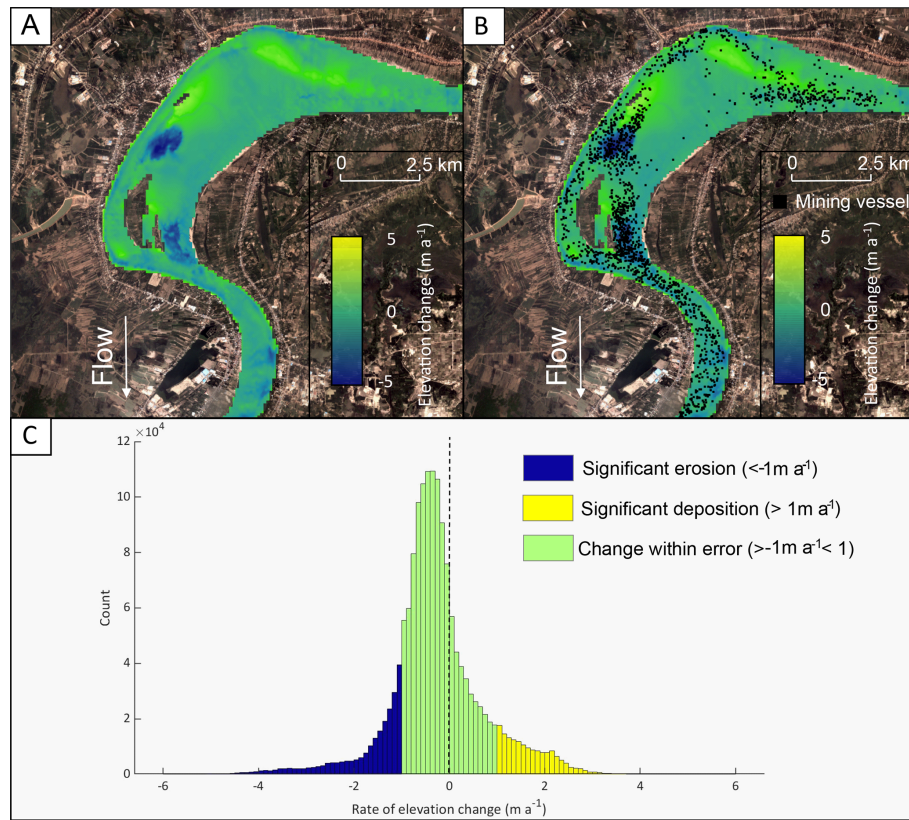 A
0
2.5 km
5
0
-5
Elevation change (m a⁻¹)
Flow
B
0
2.5 km
Mining vessel
5
0
-5
Elevation change (m a⁻¹)
Flow
C
×10⁴
12
10
8
6
4
2
0
Count
-6
-4
-2
0
2
4
6
Rate of elevation change (m a⁻¹)
Significant erosion (<-1m a⁻¹)
Significant deposition (> 1m a⁻¹)
Change within error (>-1m a⁻¹< 1)